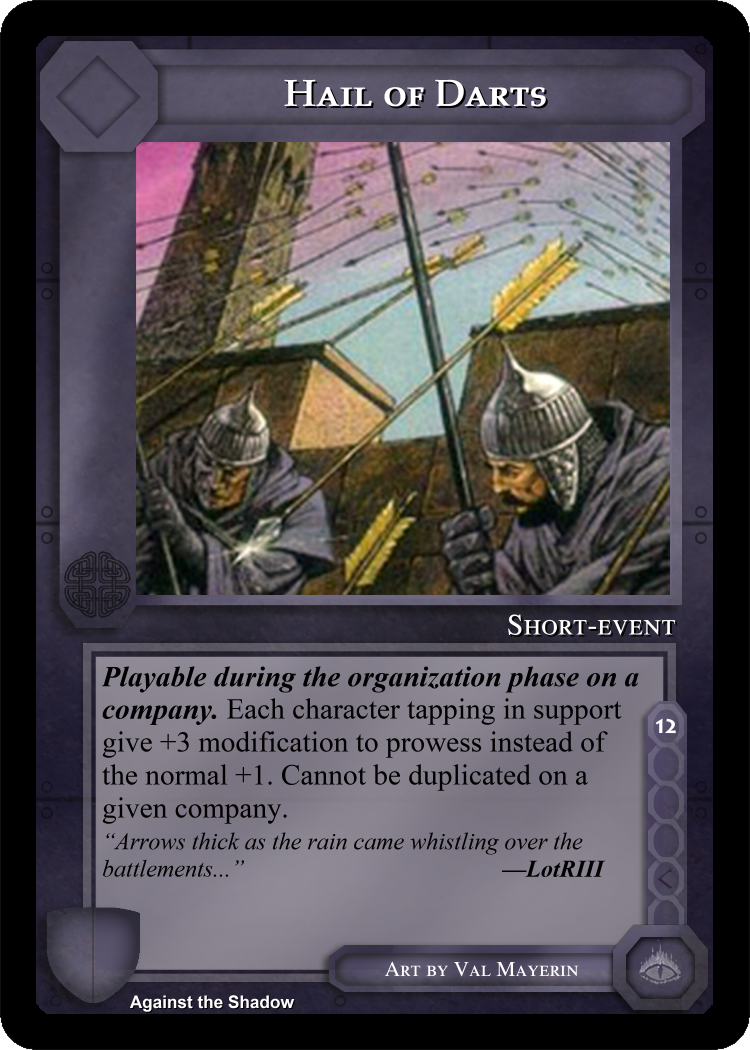 Hail of Darts
Short-event
Playable during the organization phase on a
company. Each character tapping in support
give +3 modification to prowess instead of
the normal +1. Cannot be duplicated on a
given company.
“Arrows thick as the rain came whistling over the
battlements...” —LotRIII
12
Art by Val Mayerin
Against the Shadow